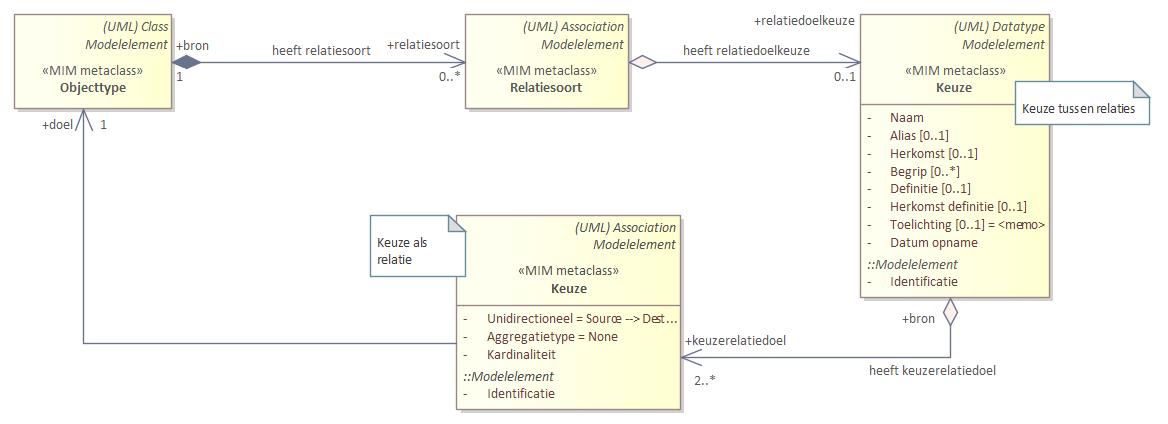 (UML) Class
Modelelement
«MIM metaclass»
Objecttype
+bron
1
heeft relatiesoort
+relatiesoort
0..*
(UML) Association
Modelelement
«MIM metaclass»
Relatiesoort
+relatiedoelkeuze
heeft relatiedoelkeuze
0..1
(UML) Datatype
Modelelement
«MIM metaclass»
Keuze
- Naam
- Alias [0..1]
- Herkomst [0..1]
- Begrip [0..*]
- Definitie [0..1]
- Herkomst definitie [0..1]
- Toelichting [0..1] = <memo>
- Datum opname
::Modelelement
- Identificatie
Keuze tussen relaties
+doel
1
Keuze als
relatie
(UML) Association
Modelelement
«MIM metaclass»
Keuze
- Unidirectioneel = Source --> Dest...
- Aggregatietype = None
- Kardinaliteit
::Modelelement
- Identificatie
+bron
+keuzerelatiedoel
2..*
heeft keuzerelatiedoel